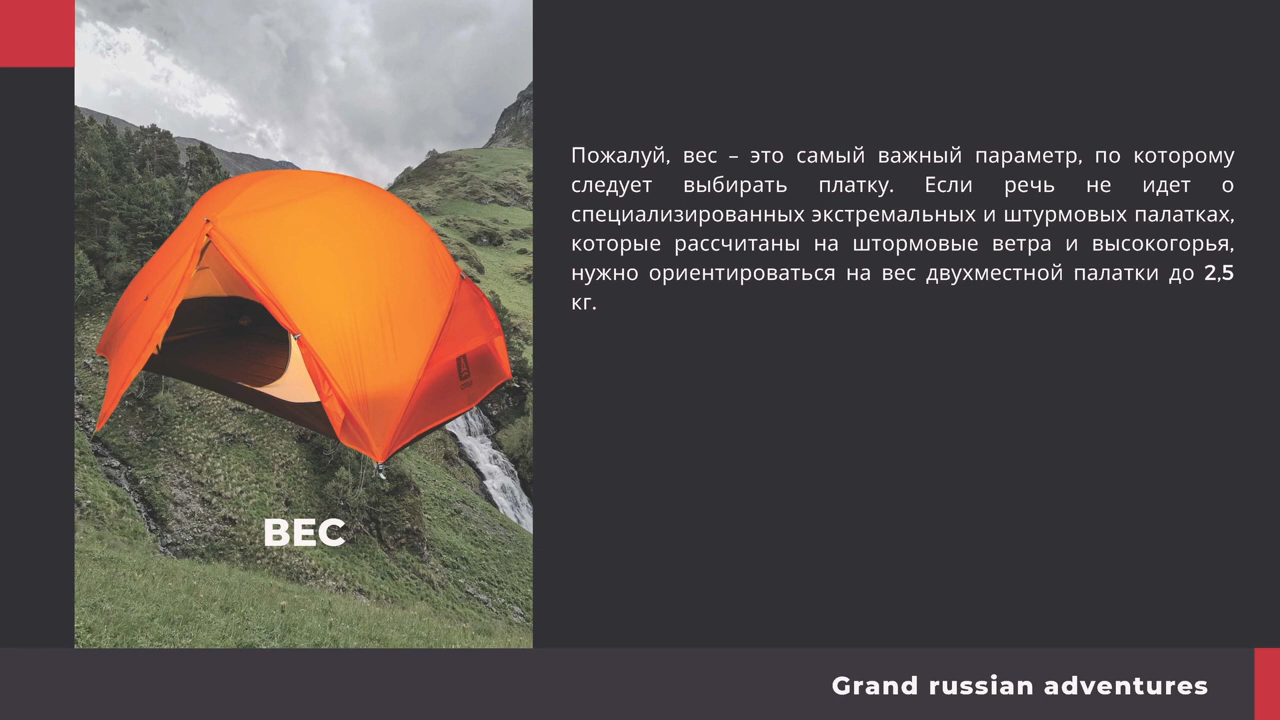 Пожалуй, вес – это самый важный параметр, по которому
следует выбирать платку. Если речь не идет о
специализированных экстремальных и штурмовых палатках,
которые рассчитаны на штормовые ветра и высокогорья,
нужно ориентироваться на вес двухместной палатки до 2,5
кг.
ВЕС
Grand russian adventures